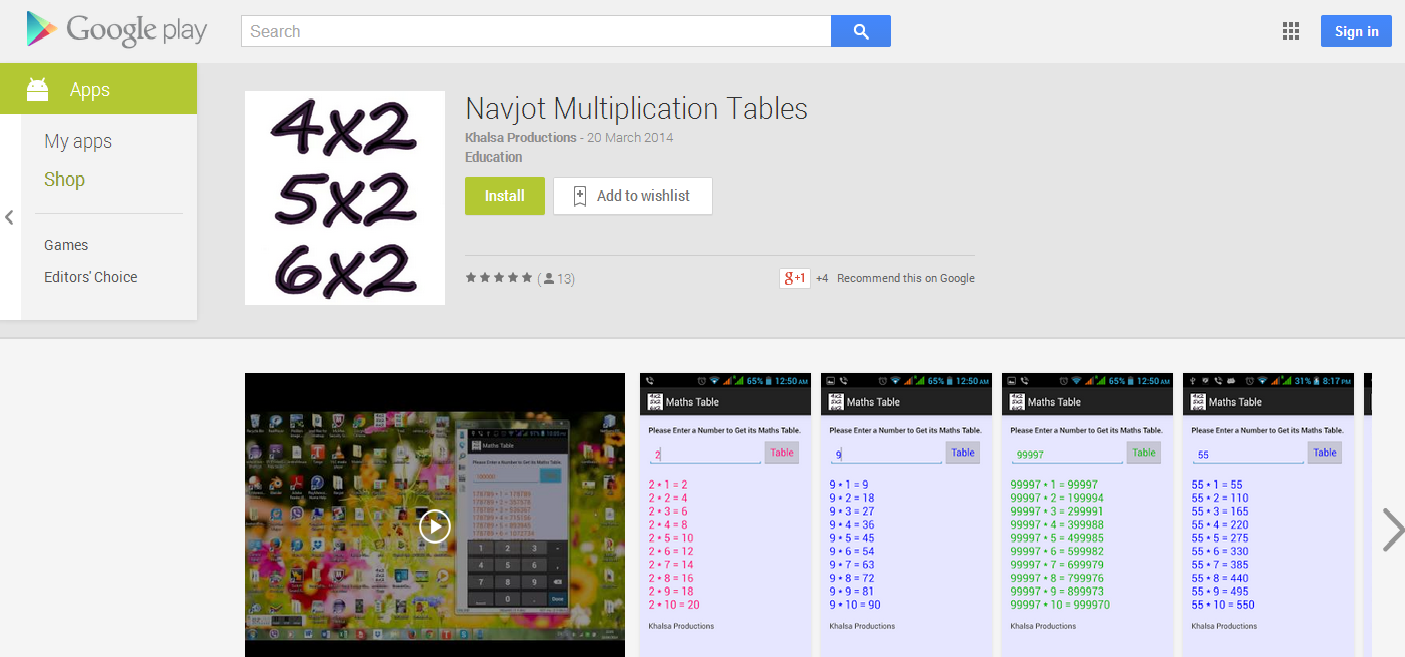 Google play
Search
Sign in
Apps
My apps
Shop
Games
Editors' Choice
4x2
5x2
6x2
Navjot Multiplication Tables
Khalsa Productions - 20 March 2014
Education
Install
Add to wishlist
( 13)
g+1 +4 Recommend this on Google
Maths Table
65% 12:50 AM
Maths Table
Please Enter a Number to Get its Maths Table.
2 Table
2 * 1 = 2
2 * 2 = 4
2 * 3 = 6
2 * 4 = 8
2 * 5 = 10
2 * 6 = 12
2 * 7 = 14
2 * 8 = 16
2 * 9 = 18
2 * 10 = 20
Khalsa Productions
65% 12:50 AM
Maths Table
Please Enter a Number to Get its Maths Table.
9 Table
9 * 1 = 9
9 * 2 = 18
9 * 3 = 27
9 * 4 = 36
9 * 5 = 45
9 * 6 = 54
9 * 7 = 63
9 * 8 = 72
9 * 9 = 81
9 * 10 = 90
Khalsa Productions
65% 12:50 AM
Maths Table
Please Enter a Number to Get its Maths Table.
99997 Table
99997 * 1 = 99997
99997 * 2 = 199994
99997 * 3 = 299991
99997 * 4 = 399988
99997 * 5 = 499985
99997 * 6 = 599982
99997 * 7 = 699979
99997 * 8 = 799976
99997 * 9 = 899973
99997 * 10 = 999970
Khalsa Productions
31% 8:17 PM
Maths Table
Please Enter a Number to Get its Maths Table.
55 Table
55 * 1 = 55
55 * 2 = 110
55 * 3 = 165
55 * 4 = 220
55 * 5 = 275
55 * 6 = 330
55 * 7 = 385
55 * 8 = 440
55 * 9 = 495
55 * 10 = 550
Khalsa Productions